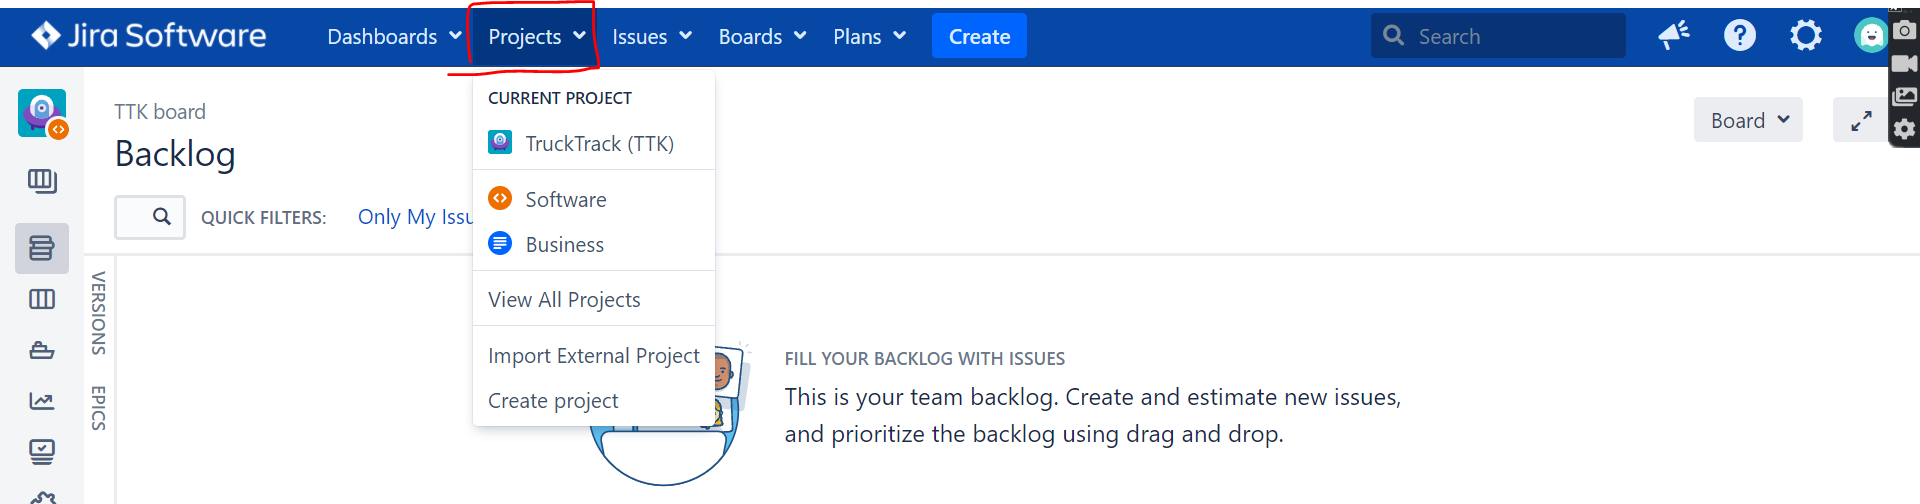 Jira Software Dashboards Projects Issues Boards Plans Create Search
CURRENT PROJECT
TruckTrack (TTK)
Software
Business
View All Projects
Import External Project
Create project
TTK board
Backlog
Board
QUICK FILTERS: Only My Issu
VERSIONS
EPICS
FILL YOUR BACKLOG WITH ISSUES
This is your team backlog. Create and estimate new issues,
and prioritize the backlog using drag and drop.